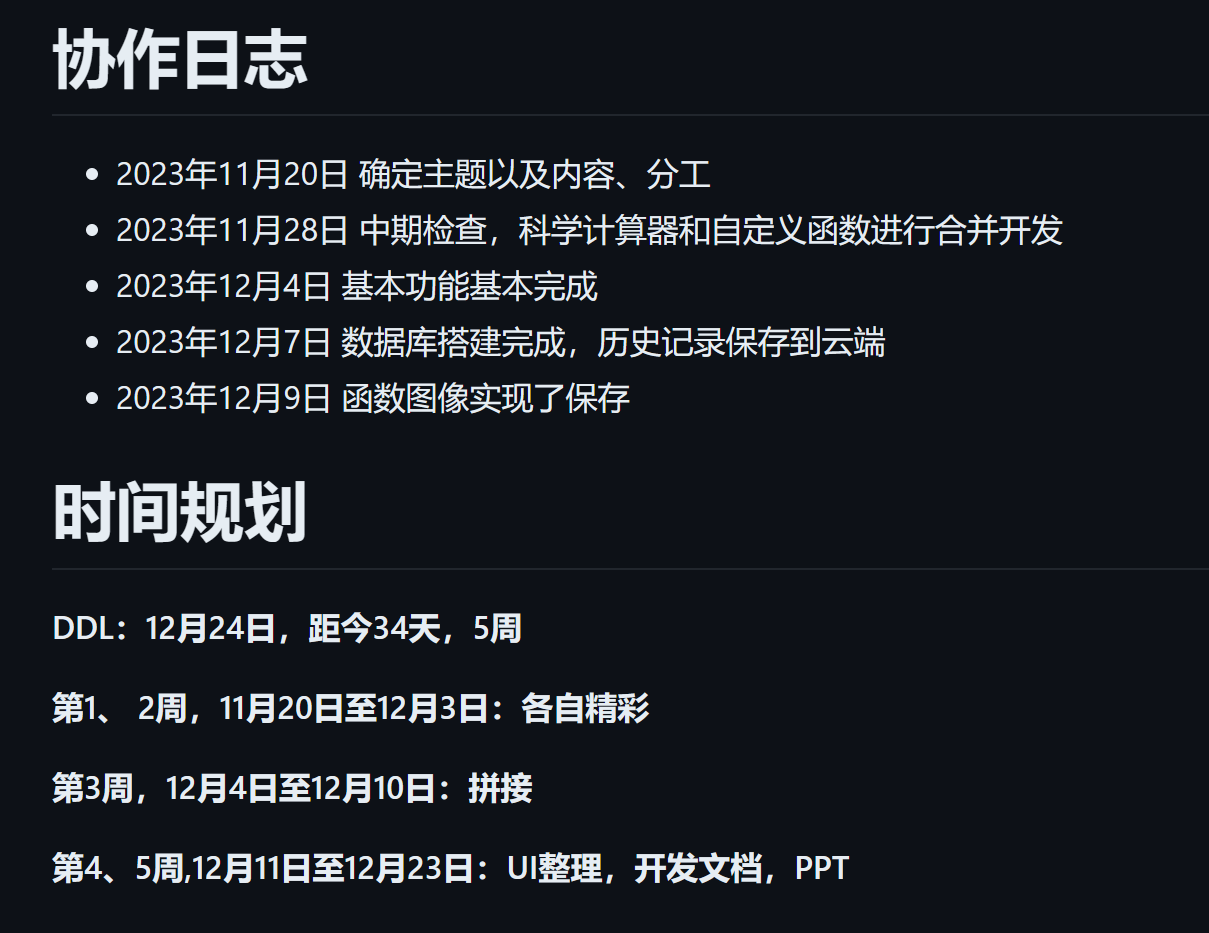 协作日志
2023年11月20日 确定主题以及内容、分工
2023年11月28日 中期检查，科学计算器和自定义函数进行合并开发
2023年12月4日 基本功能基本完成
2023年12月7日 数据库搭建完成，历史记录保存到云端
2023年12月9日 函数图像实现了保存
时间规划
DDL：12月24日，距今34天，5周
第1、 2周，11月20日至12月3日：各自精彩
第3周，12月4日至12月10日：拼接
第4、5周,12月11日至12月23日：UI整理，开发文档，PPT